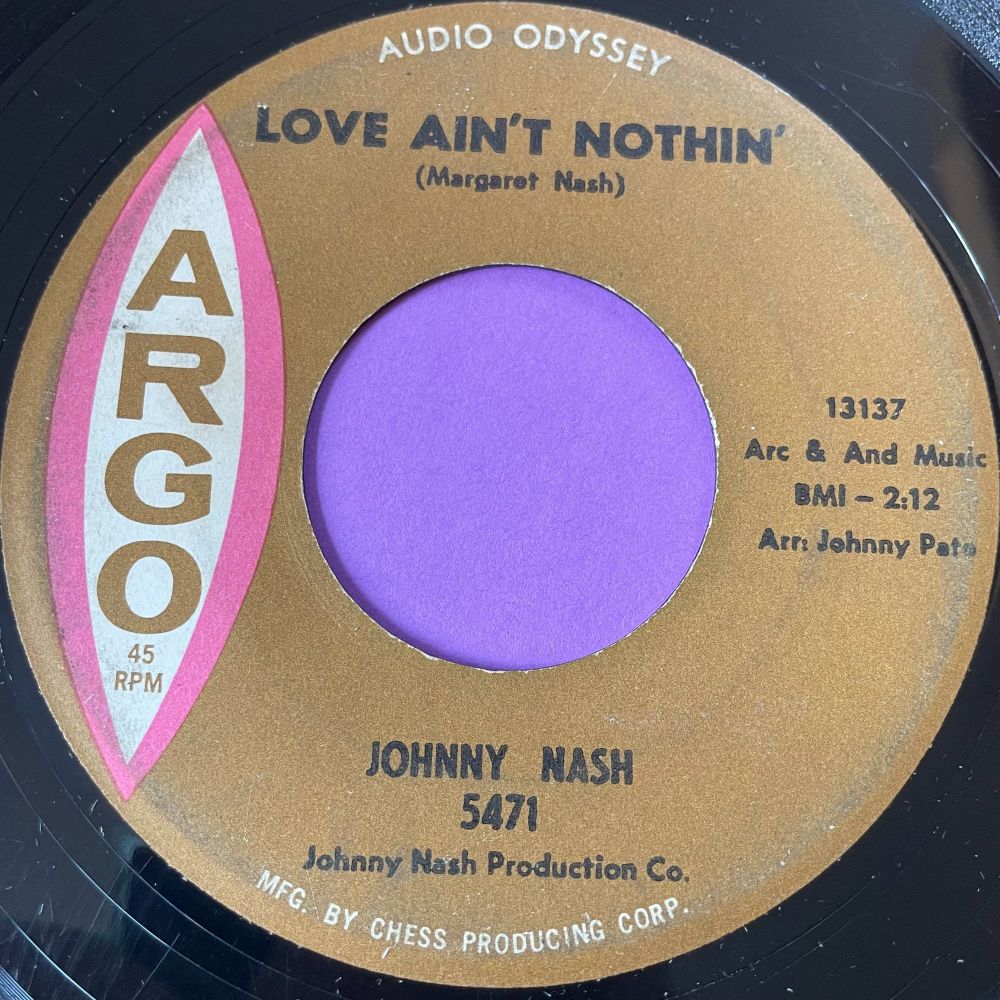 AUDIO ODYSSEY
LOVE AIN'T NOTHIN'
(Margaret Nash)
ARGO
45
RPM
13137
Arc & And Music
BMI – 2:12
Arr: Johnny Pate
JOHNNY NASH
5471
Johnny Nash Production Co.
MFG. BY CHESS PRODUCING CORP.